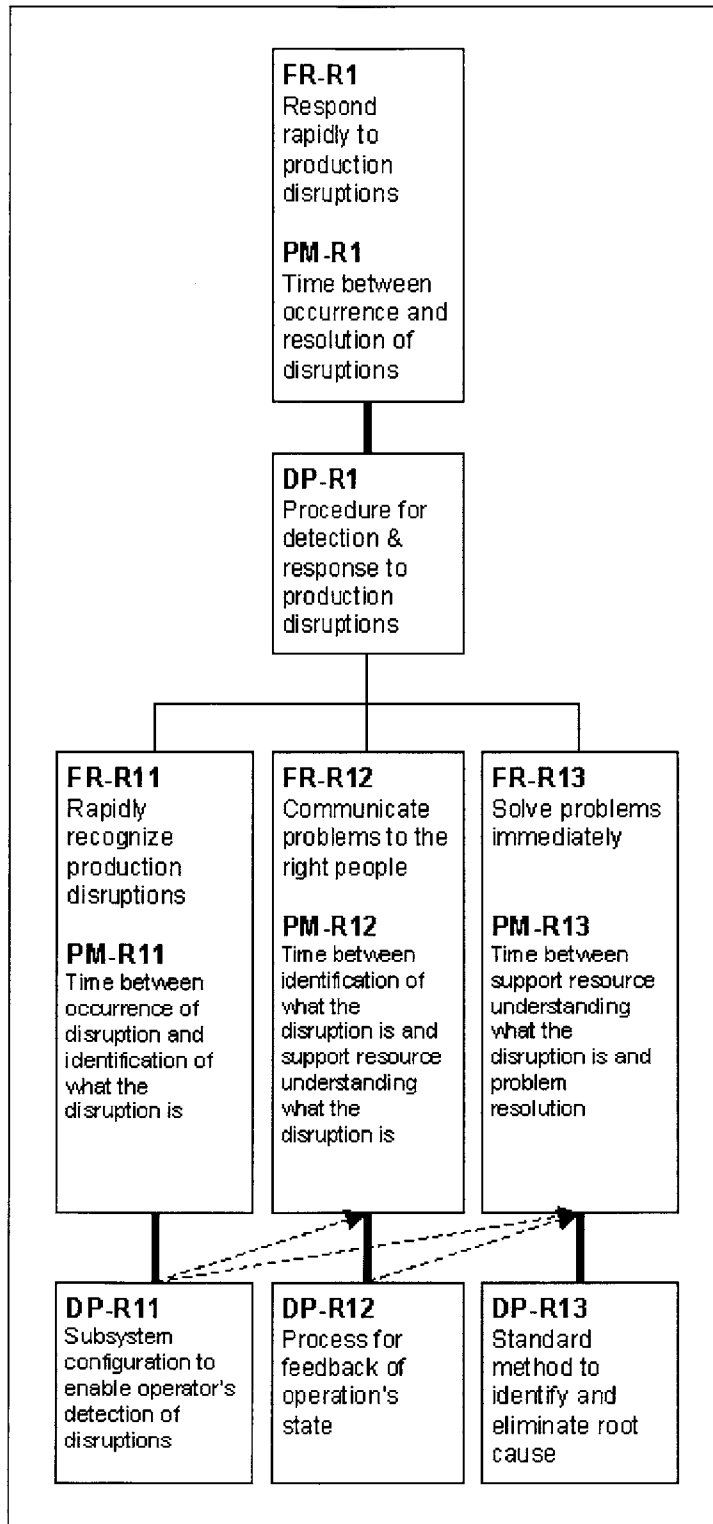 FR-R1
Respond
rapidly to
production
disruptions
PM-R1
Time between
occurrence and
resolution of
disruptions
DP-R1
Procedure for
detection &
response to
production
disruptions
FR-R11
Rapidly
recognize
production
disruptions
PM-R11
Time between
occurrence of
disruption and
identification of
what the
disruption is
FR-R12
Communicate
problems to the
right people
PM-R12
Time between
identification of
what the
disruption is and
support resource
understanding
what the
disruption is
FR-R13
Solve problems
immediately
PM-R13
Time between
support resource
understanding
what the
disruption is and
problem
resolution
DP-R11
Subsystem
configuration to
enable operator's
detection of
disruptions
DP-R12
Process for
feedback of
operation's
state
DP-R13
Standard
method to
identify and
eliminate root
cause